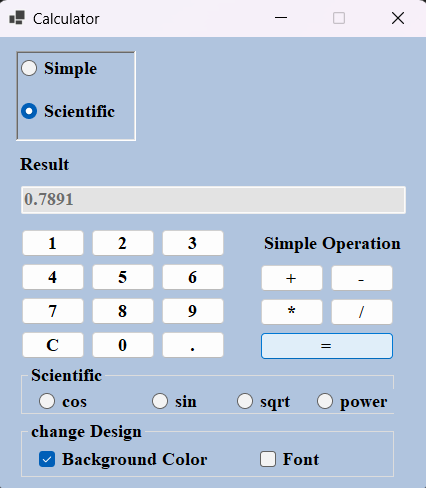 Calculator
Simple
Scientific
Result
0.7891
1 2 3 Simple Operation
4 5 6 + -
7 8 9 * /
C 0 . =
Scientific
cos sin sqrt power
change Design
Background Color Font